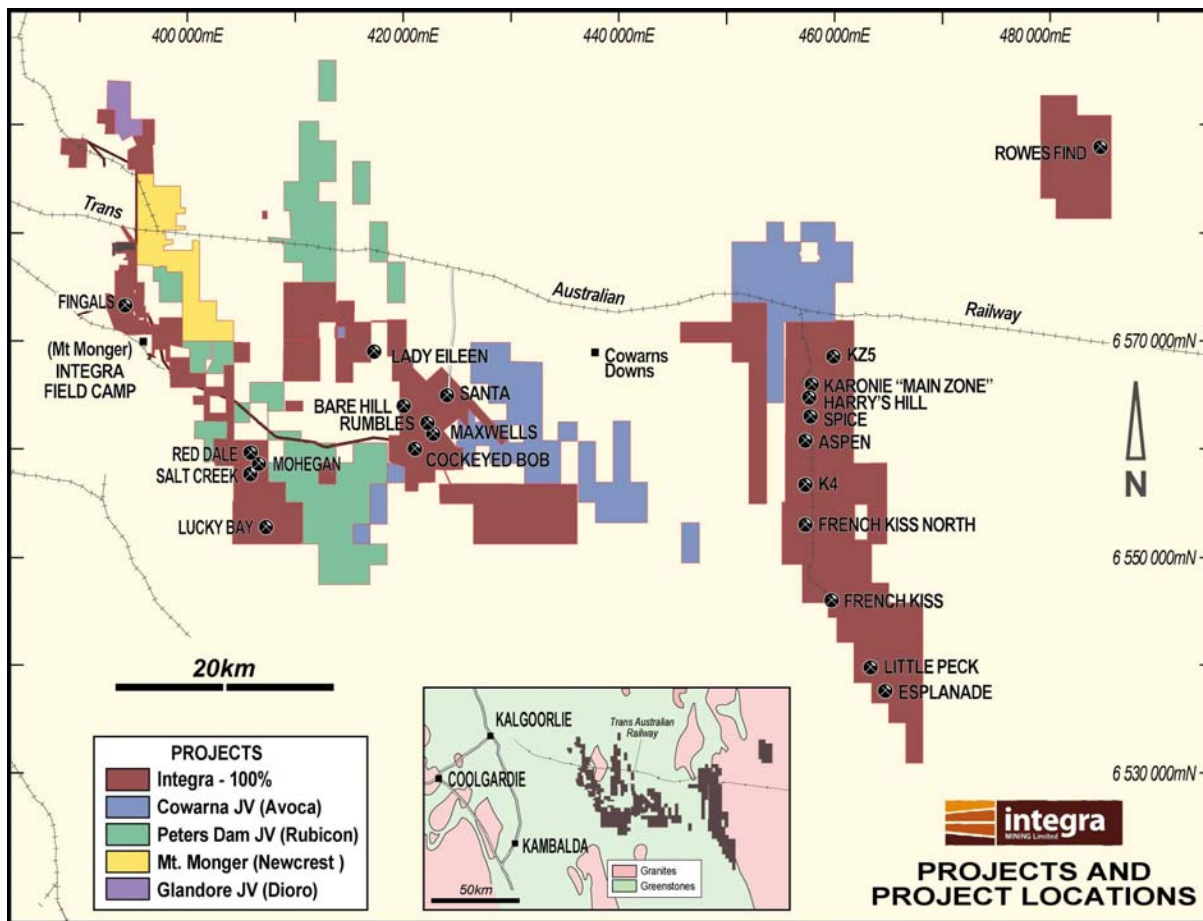 400 000mE
420 000mE
440 000mE
460 000mE
480 000mE
ROWES FIND
Trans
Australian
Railway
FINGALS
(Mt Monger)
INTEGRA
FIELD CAMP
LADY EILEEN
Cowarns
Downs
6 570 000mN
KZ5
SANTA
KARONIE "MAIN ZONE"
HARRY'S HILL
SPICE
BARE HILL
RUMBLES
MAXWELLS
ASPEN
COCKEYED BOB
RED DALE
MOHEGAN
SALT CREEK
K4
N
LUCKY BAY
FRENCH KISS NORTH
6 550 000mN
FRENCH KISS
20km
LITTLE PECK
ESPLANADE
PROJECTS
Integra - 100%
Cowarna JV (Avoca)
Peters Dam JV (Rubicon)
Mt. Monger (Newcrest )
Glandore JV (Dioro)
KALGOORLIE
Trans Australian
Railway
COOLGARDIE
KAMBALDA
50km
Granites
Greenstones
6 530 000mN
integra
MINING Limited
PROJECTS AND
PROJECT LOCATIONS